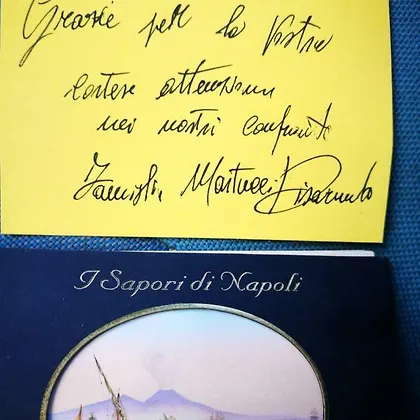 Grazie per la Vostra
cortese attenzione
nei nostri confronti
Famiglia Martucci
I Sapori di Napoli